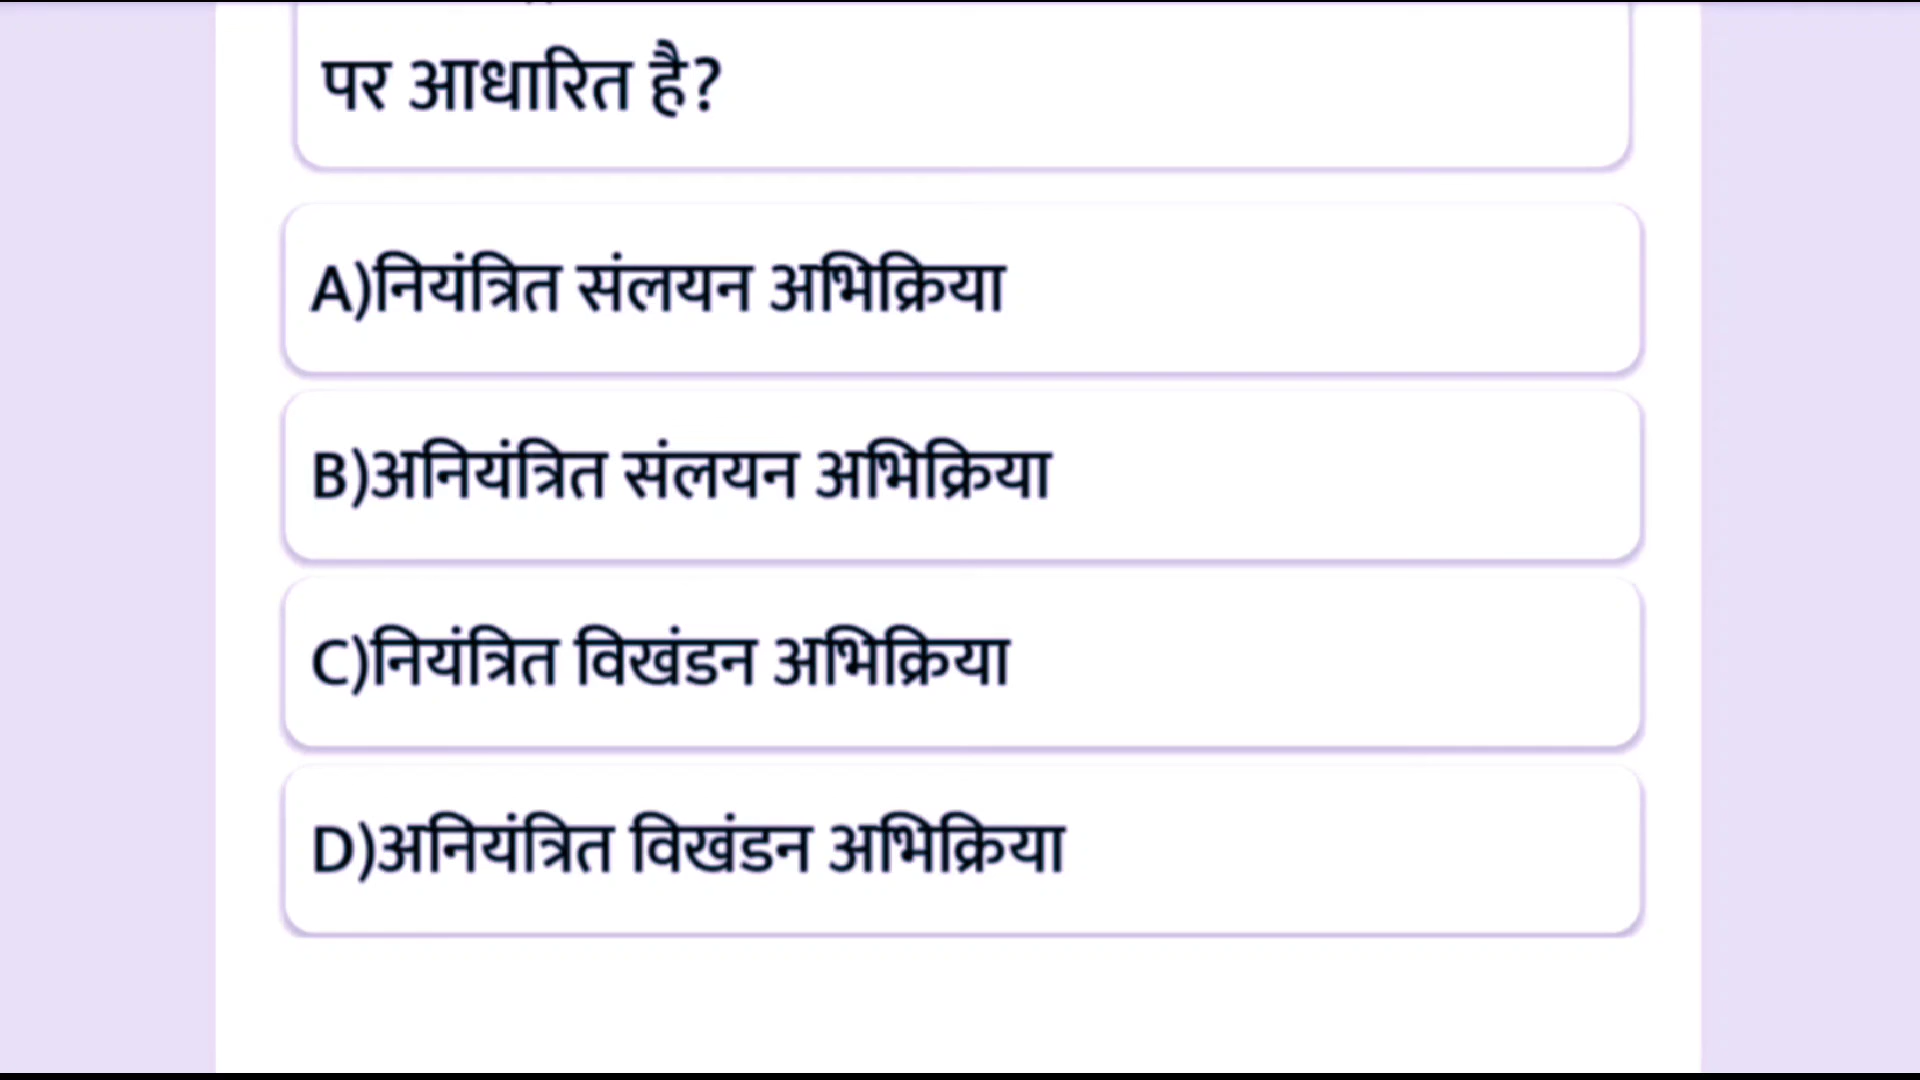 पर आधारित है?
A)नियंत्रित संलयन अभिक्रिया
B)अनियंत्रित संलयन अभिक्रिया
C)नियंत्रित विखंडन अभिक्रिया
D)अनियंत्रित विखंडन अभिक्रिया